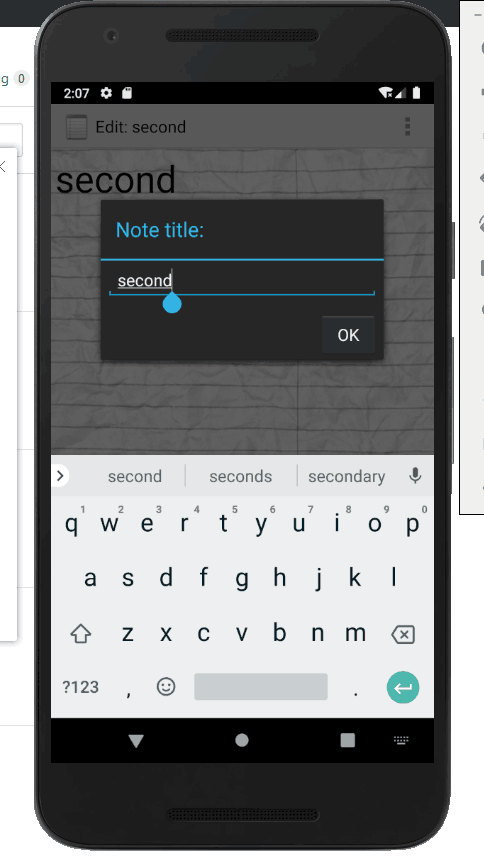 g 0
2:07
Edit: second
second
Note title:
second
OK
second seconds secondary
1 2 3 4 5 6 7 8 9 0
q w e r t y u i o p
a s d f g h j k l
z x c v b n m
?123 , .